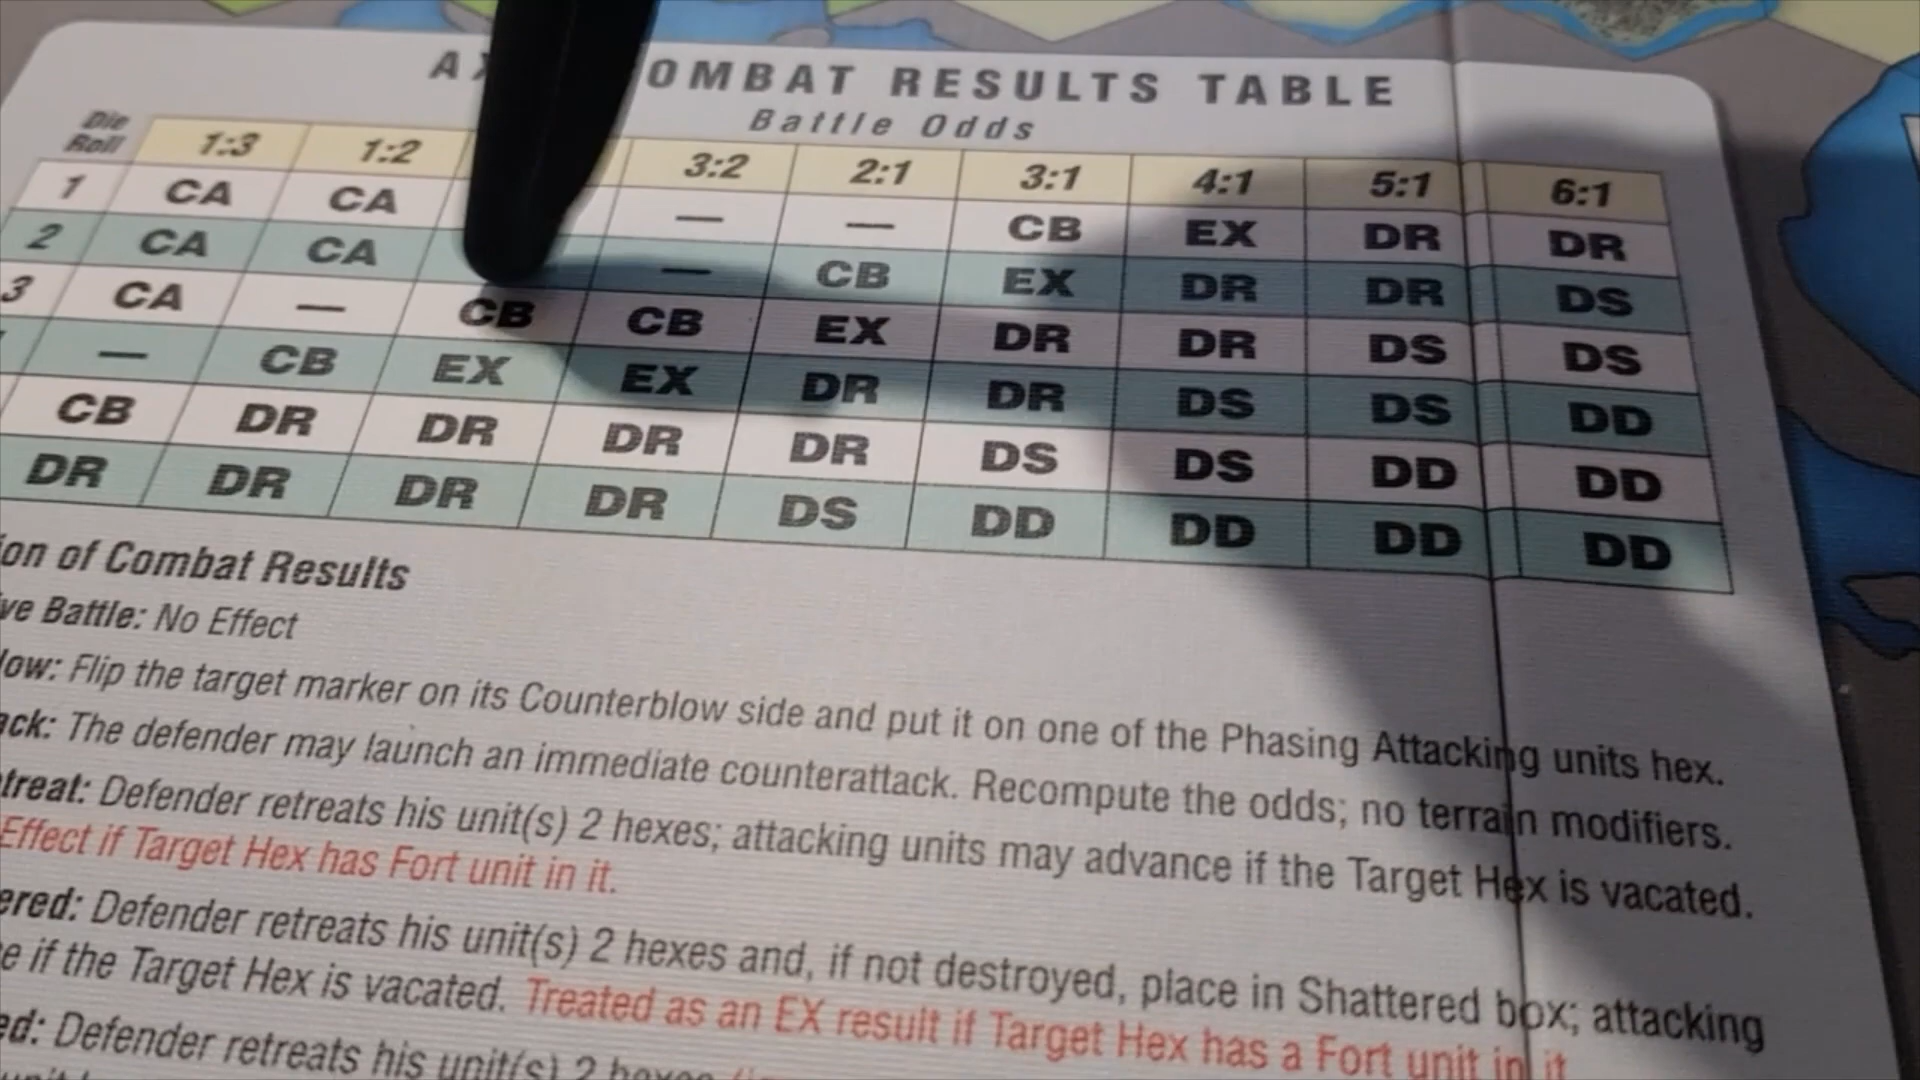 COMBAT RESULTS TABLE
Battle Odds
Die Roll 1:3 1:2 3:2 2:1 3:1 4:1 5:1 6:1
1 CA CA — — CB EX DR DR
2 CA CA — CB EX DR DR DS
3 CA — CB CB EX DR DR DS DS
— CB EX EX DR DR DS DS DD
CB DR DR DR DR DS DS DD DD
DR DR DR DR DS DD DD DD DD
of Combat Results
Battle: No Effect
Flip the target marker on its Counterblow side and put it on one of the Phasing Attacking units hex.
The defender may launch an immediate counterattack. Recompute the odds; no terrain modifiers.
Defender retreats his unit(s) 2 hexes; attacking units may advance if the Target Hex is vacated.
Effect if Target Hex has Fort unit in it.
Defender retreats his unit(s) 2 hexes and, if not destroyed, place in Shattered box; attacking
if the Target Hex is vacated. Treated as an EX result if Target Hex has a Fort unit in it
Defender retreats his unit(s) 2 hexes